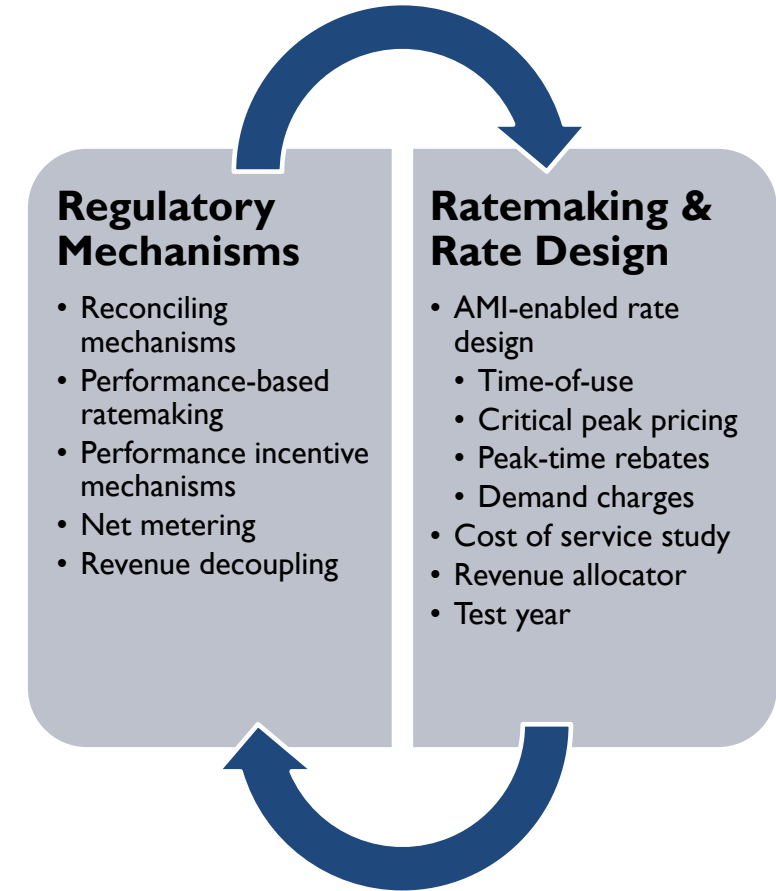 Regulatory
Mechanisms
• Reconciling
mechanisms
• Performance-based
ratemaking
• Performance incentive
mechanisms
• Net metering
• Revenue decoupling
Ratemaking &
Rate Design
• AMI-enabled rate
design
• Time-of-use
• Critical peak pricing
• Peak-time rebates
• Demand charges
• Cost of service study
• Revenue allocator
• Test year